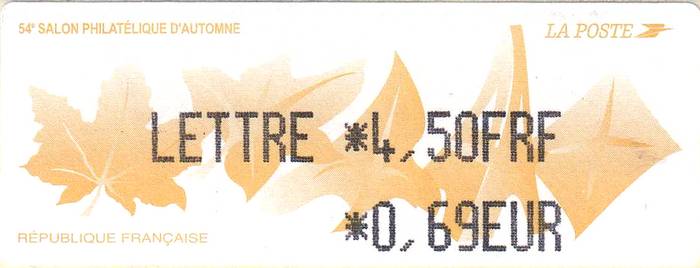 54e SALON PHILATÉLIQUE D'AUTOMNE
LA POSTE
LETTRE *4,50FRF
*0,69EUR
RÉPUBLIQUE FRANÇAISE